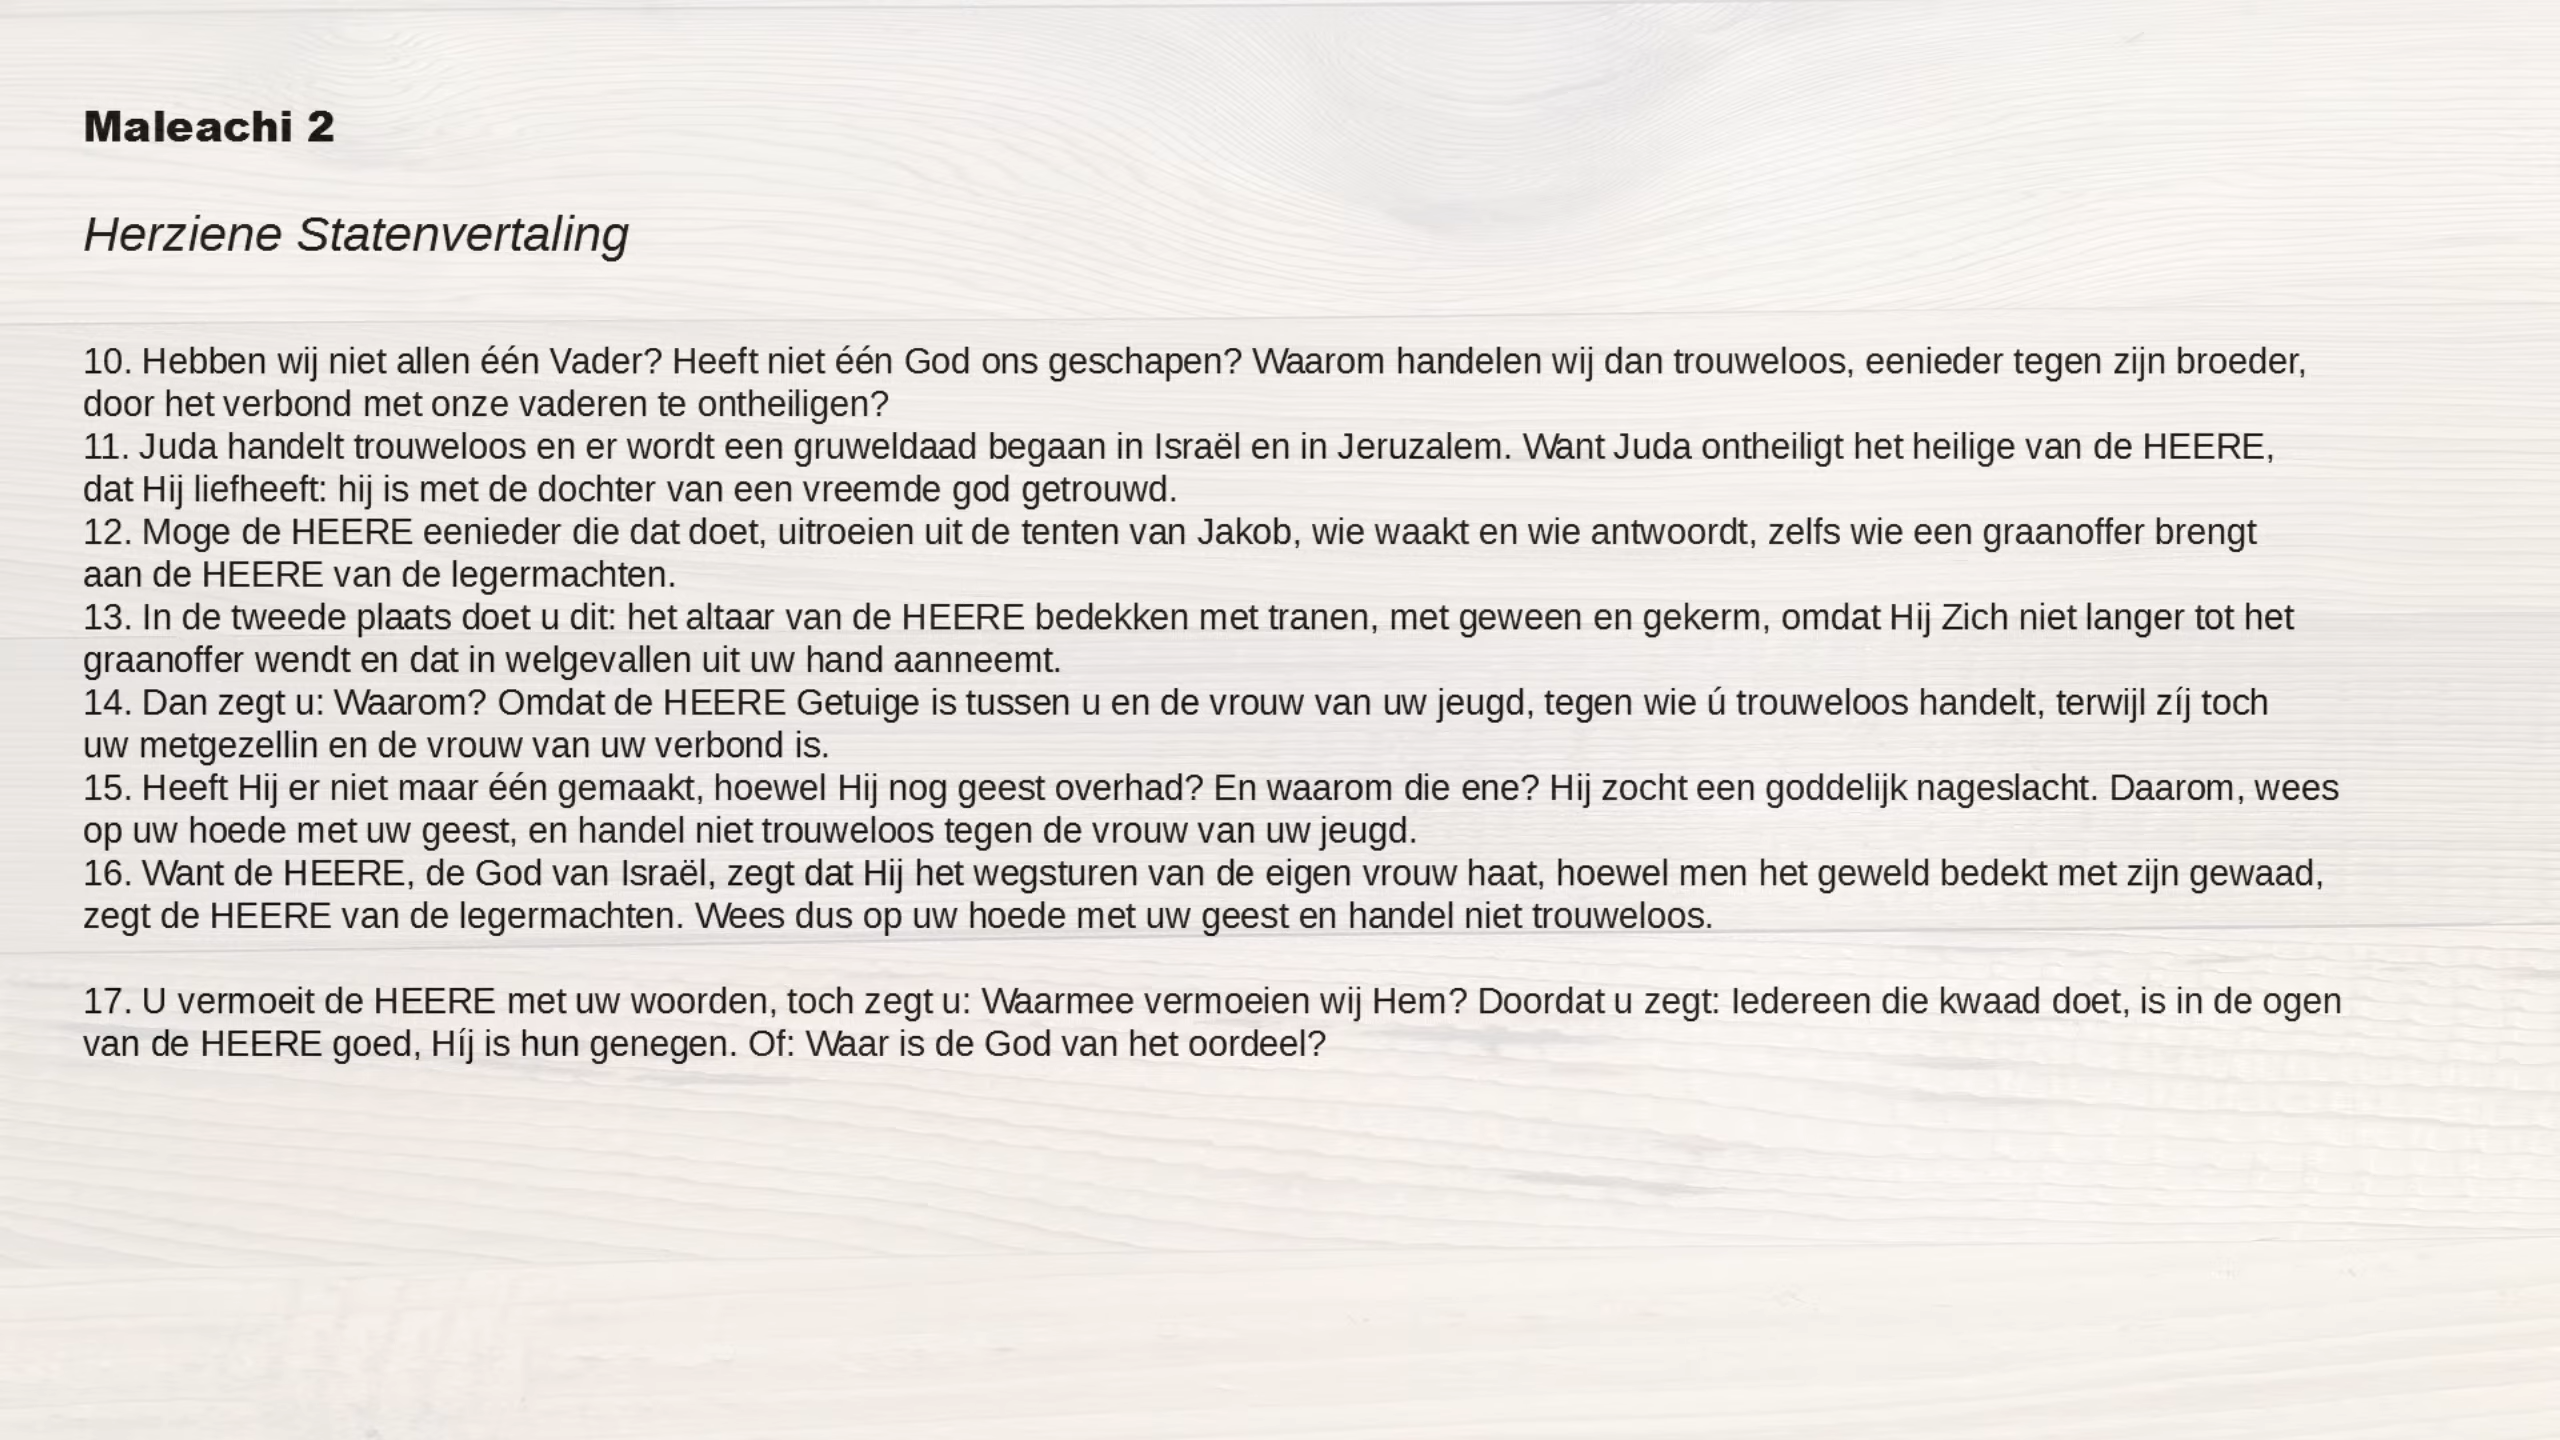 Maleachi 2
Herziene Statenvertaling
10. Hebben wij niet allen één Vader? Heeft niet één God ons geschapen? Waarom handelen wij dan trouweloos, eenieder tegen zijn broeder,
door het verbond met onze vaderen te ontheiligen?
11. Juda handelt trouweloos en er wordt een gruweldaad begaan in Israël en in Jeruzalem. Want Juda ontheiligt het heilige van de HEERE,
dat Hij liefheeft: hij is met de dochter van een vreemde god getrouwd.
12. Moge de HEERE eenieder die dat doet, uitroeien uit de tenten van Jakob, wie waakt en wie antwoordt, zelfs wie een graanoffer brengt
aan de HEERE van de legermachten.
13. In de tweede plaats doet u dit: het altaar van de HEERE bedekken met tranen, met geween en gekerm, omdat Hij Zich niet langer tot het
graanoffer wendt en dat in welgevallen uit uw hand aanneemt.
14. Dan zegt u: Waarom? Omdat de HEERE Getuige is tussen u en de vrouw van uw jeugd, tegen wie ú trouweloos handelt, terwijl zíj toch
uw metgezellin en de vrouw van uw verbond is.
15. Heeft Hij er niet maar één gemaakt, hoewel Hij nog geest overhad? En waarom die ene? Hij zocht een goddelijk nageslacht. Daarom, wees
op uw hoede met uw geest, en handel niet trouweloos tegen de vrouw van uw jeugd.
16. Want de HEERE, de God van Israël, zegt dat Hij het wegsturen van de eigen vrouw haat, hoewel men het geweld bedekt met zijn gewaad,
zegt de HEERE van de legermachten. Wees dus op uw hoede met uw geest en handel niet trouweloos.
17. U vermoeit de HEERE met uw woorden, toch zegt u: Waarmee vermoeien wij Hem? Doordat u zegt: Iedereen die kwaad doet, is in de ogen
van de HEERE goed, Híj is hun genegen. Of: Waar is de God van het oordeel?